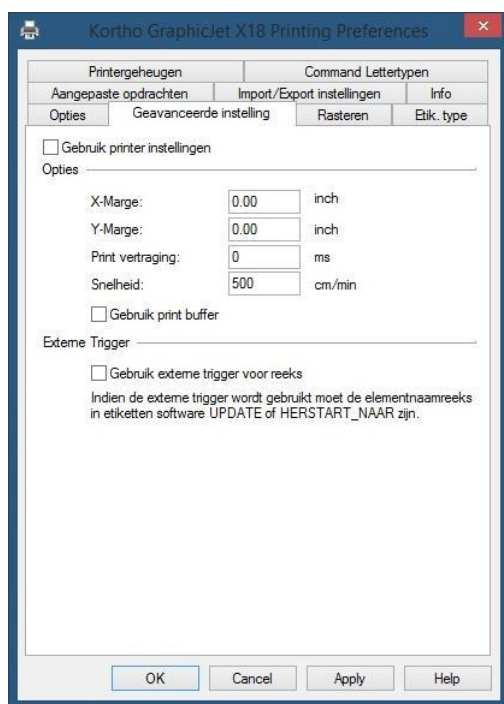 Kortho GraphicJet X18 Printing Preferences
Printergeheugen Command Lettertypen
Aangepaste opdrachten Import/Export instellingen Info
Opties Geavanceerde instelling Rasteren Etik. type
Gebruik printer instellingen
Opties
X-Marge: 0.00 inch
Y-Marge: 0.00 inch
Print vertraging: 0 ms
Snelheid: 500 cm/min
Gebruik print buffer
Externe Trigger
Gebruik externe trigger voor reeks
Indien de externe trigger wordt gebruikt moet de elementnaamreeks
in etiketten software UPDATE of HERSTART_NAAR zijn.
OK Cancel Apply Help